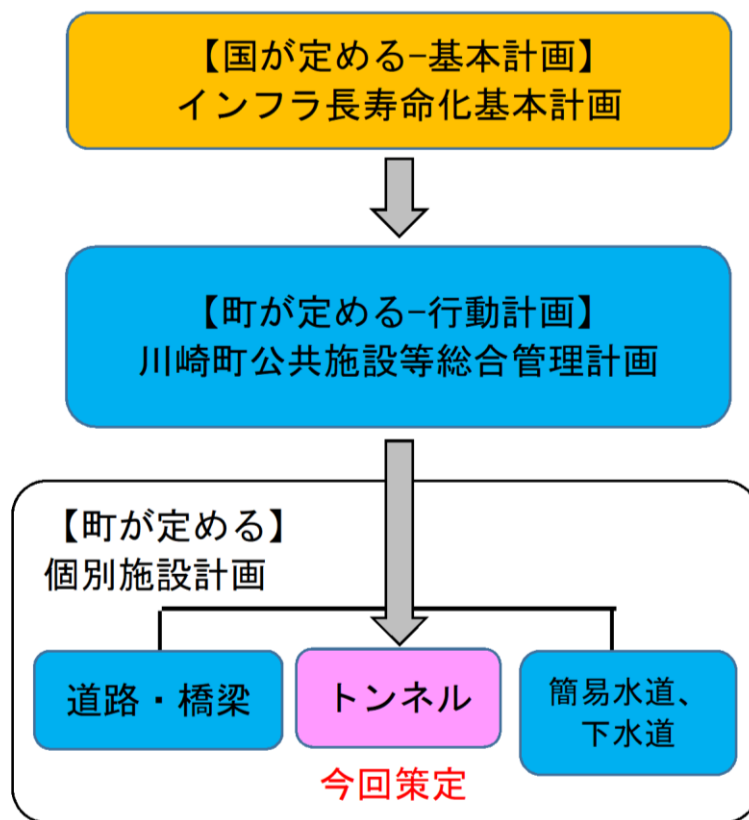 【国が定める-基本計画】
インフラ長寿命化基本計画
【町が定める-行動計画】
川崎町公共施設等総合管理計画
【町が定める】
個別施設計画
道路・橋梁
トンネル
簡易水道、
下水道
今回策定